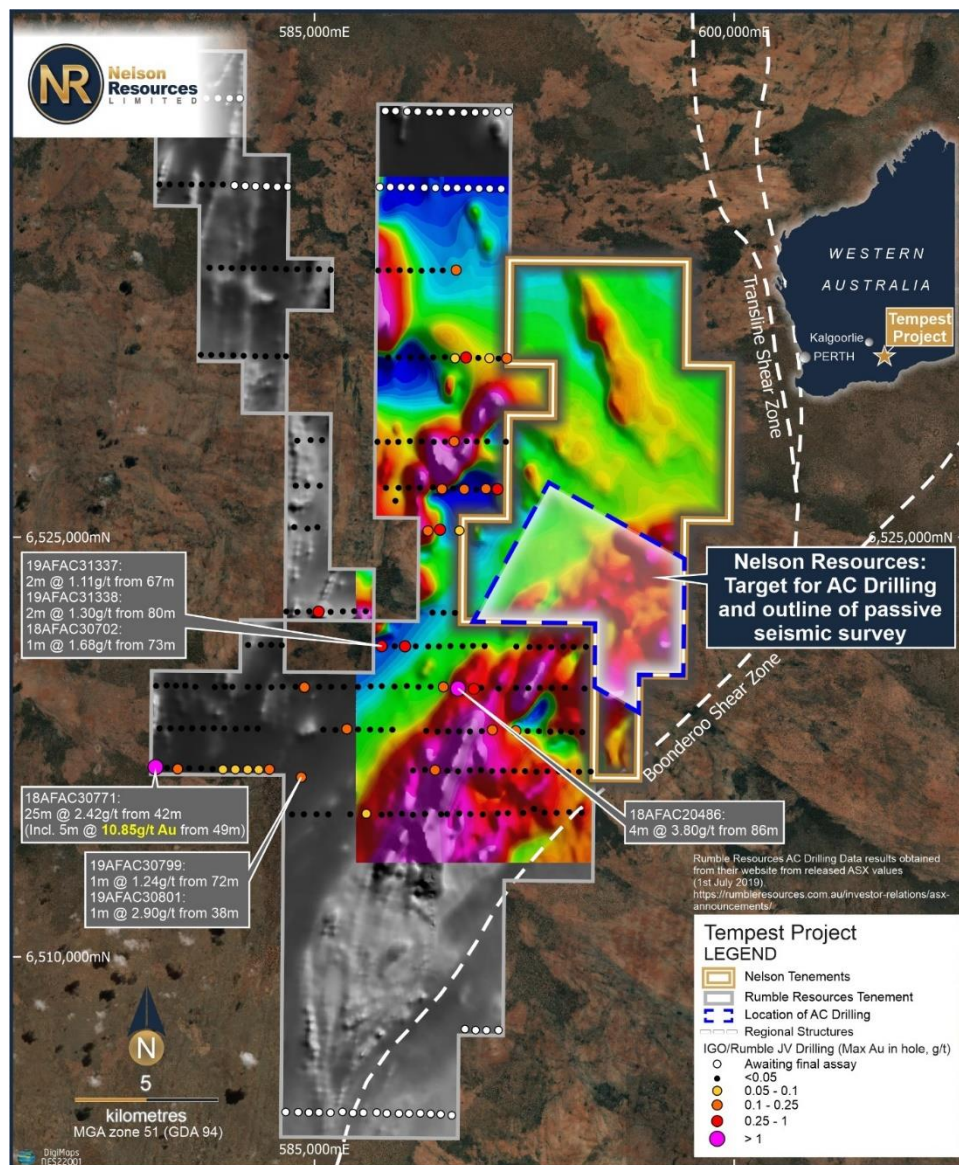 585,000mE
600,000mE
NR
Nelson
Resources
LIMITED
WESTERN
AUSTRALIA
Tempest
Project
Kalgoorlie
PERTH
Transline Shear Zone
6,525,000mN
6,525,000mN
19AFAC31337:
2m @ 1.11g/t from 67m
19AFAC31338:
2m @ 1.30g/t from 80m
18AFAC30702:
1m @ 1.68g/t from 73m
Nelson Resources:
Target for AC Drilling
and outline of passive
seismic survey
Boonderoo Shear Zone
18AFAC30771:
25m @ 2.42g/t from 42m
(Incl. 5m @ 10.85g/t Au from 49m)
18AFAC20486:
4m @ 3.80g/t from 86m
19AFAC30799:
1m @ 1.24g/t from 72m
19AFAC30801:
1m @ 2.90g/t from 38m
Rumble Resources AC Drilling Data results obtained
from their website from released ASX values
(1st July 2019).
https://rumbleresources.com.au/investor-relations/asx-
announcements/
6,510,000mN
Tempest Project
LEGEND
Nelson Tenements
Rumble Resources Tenement
Location of AC Drilling
Regional Structures
IGO/Rumble JV Drilling (Max Au in hole, g/t)
Awaiting final assay
<0.05
0.05 - 0.1
0.1 - 0.25
0.25 - 1
> 1
N
5
kilometres
MGA zone 51 (GDA 94)
585,000mE
DigiMaps
DES22001